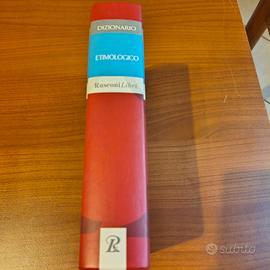 DIZIONARIO
ETIMOLOGICO
Rusconi Libri
R
subito